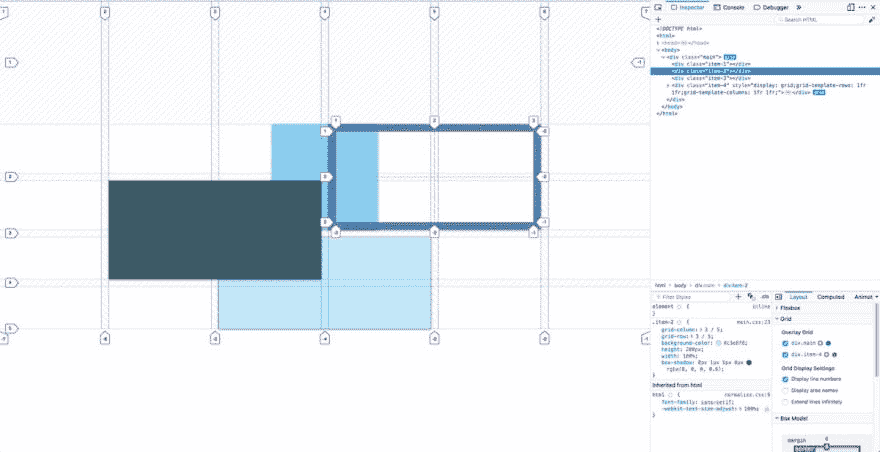 1 2 3 4 5 6 7
1 -1
1 2 3
1 -3
2 2 -2
3 -1
-3 -2 -1
2
3
4
5
-7 -6 -5 -4 -3 -2 -1
Inspector Console Debugger »
+ Search HTML
<!DOCTYPE html>
<html>
<head></head>
<body>
<div class="main"> grid
<div class="item-1"></div>
<div class="item-2"></div>
<div class="item-3"></div>
<div class="item-4" style="display: grid;grid-template-rows: 1fr
1fr;grid-template-columns: 1fr 1fr;"></div> grid
</div>
</body>
</html>
html > body > div.main > div.item-2
Filter Styles + .cls
element { inline
}
.item-2 { main.css:23
grid-column: 3 / 5;
grid-row: 3 / 5;
background-color:
height: 200px;
width: 100%;
box-shadow: 0px 1px 5px 0px
rgba(0, 0, 0, 0.6);
}
Inherited from html
html { normalize.css:9
font-family: sans-serif;
-webkit-text-size-adjust: 100%;
}
Layout Computed Animat
Flexbox
Grid
Overlay Grid
div.main
div.item-4
Grid Display Settings
Display line numbers
Display area names
Extend lines infinitely
Box Model
margin 0